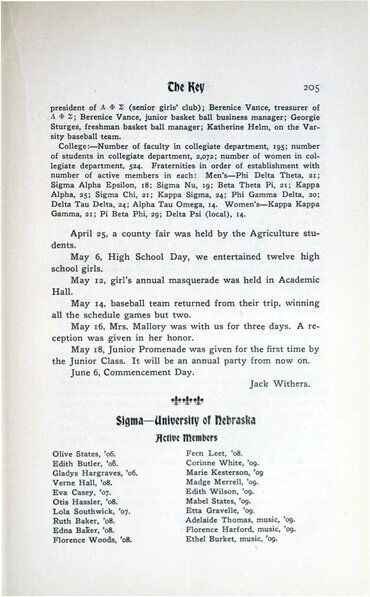 The Key
205
president of Α Φ Σ (senior girls' club); Berenice Vance, treasurer of
Α Φ Σ; Berenice Vance, junior basket ball business manager; Georgie
Sturges, freshman basket ball manager; Katherine Helm, on the Var-
sity baseball team.
College:—Number of faculty in collegiate department, 195; number
of students in collegiate department, 2,072; number of women in col-
legiate department, 524. Fraternities in order of establishment with
number of active members in each: Men's—Phi Delta Theta, 21;
Sigma Alpha Epsilon, 18; Sigma Nu, 19; Beta Theta Pi, 21; Kappa
Alpha, 25; Sigma Chi, 21; Kappa Sigma, 24; Phi Gamma Delta, 20;
Delta Tau Delta, 24; Alpha Tau Omega, 14. Women's—Kappa Kappa
Gamma, 21; Pi Beta Phi, 29; Delta Psi (local), 14.
April 25, a county fair was held by the Agriculture stu-
dents.
May 6, High School Day, we entertained twelve high
school girls.
May 12, girl's annual masquerade was held in Academic
Hall.
May 14, baseball team returned from their trip, winning
all the schedule games but two.
May 16, Mrs. Mallory was with us for three days. A re-
ception was given in her honor.
May 18, Junior Promenade was given for the first time by
the Junior Class. It will be an annual party from now on.
June 6, Commencement Day.
Jack Withers.
Sigma—University of Nebraska
Active Members
Olive States, '06.
Edith Butler, '06.
Gladys Hargraves, '06.
Verne Hall, '08.
Eva Casey, '07.
Otis Hassler, '08.
Lola Southwick, '07.
Ruth Baker, '08.
Edna Baker, '08.
Florence Woods, '08.
Fern Leet, '08.
Corinne White, '09.
Marie Kesterson, '09
Madge Merrell, '09.
Edith Wilson, '09.
Mabel States, '09.
Etta Gravelle, '09.
Adelaide Thomas, music, '09.
Florence Harford, music, '09.
Ethel Burket, music, '09.